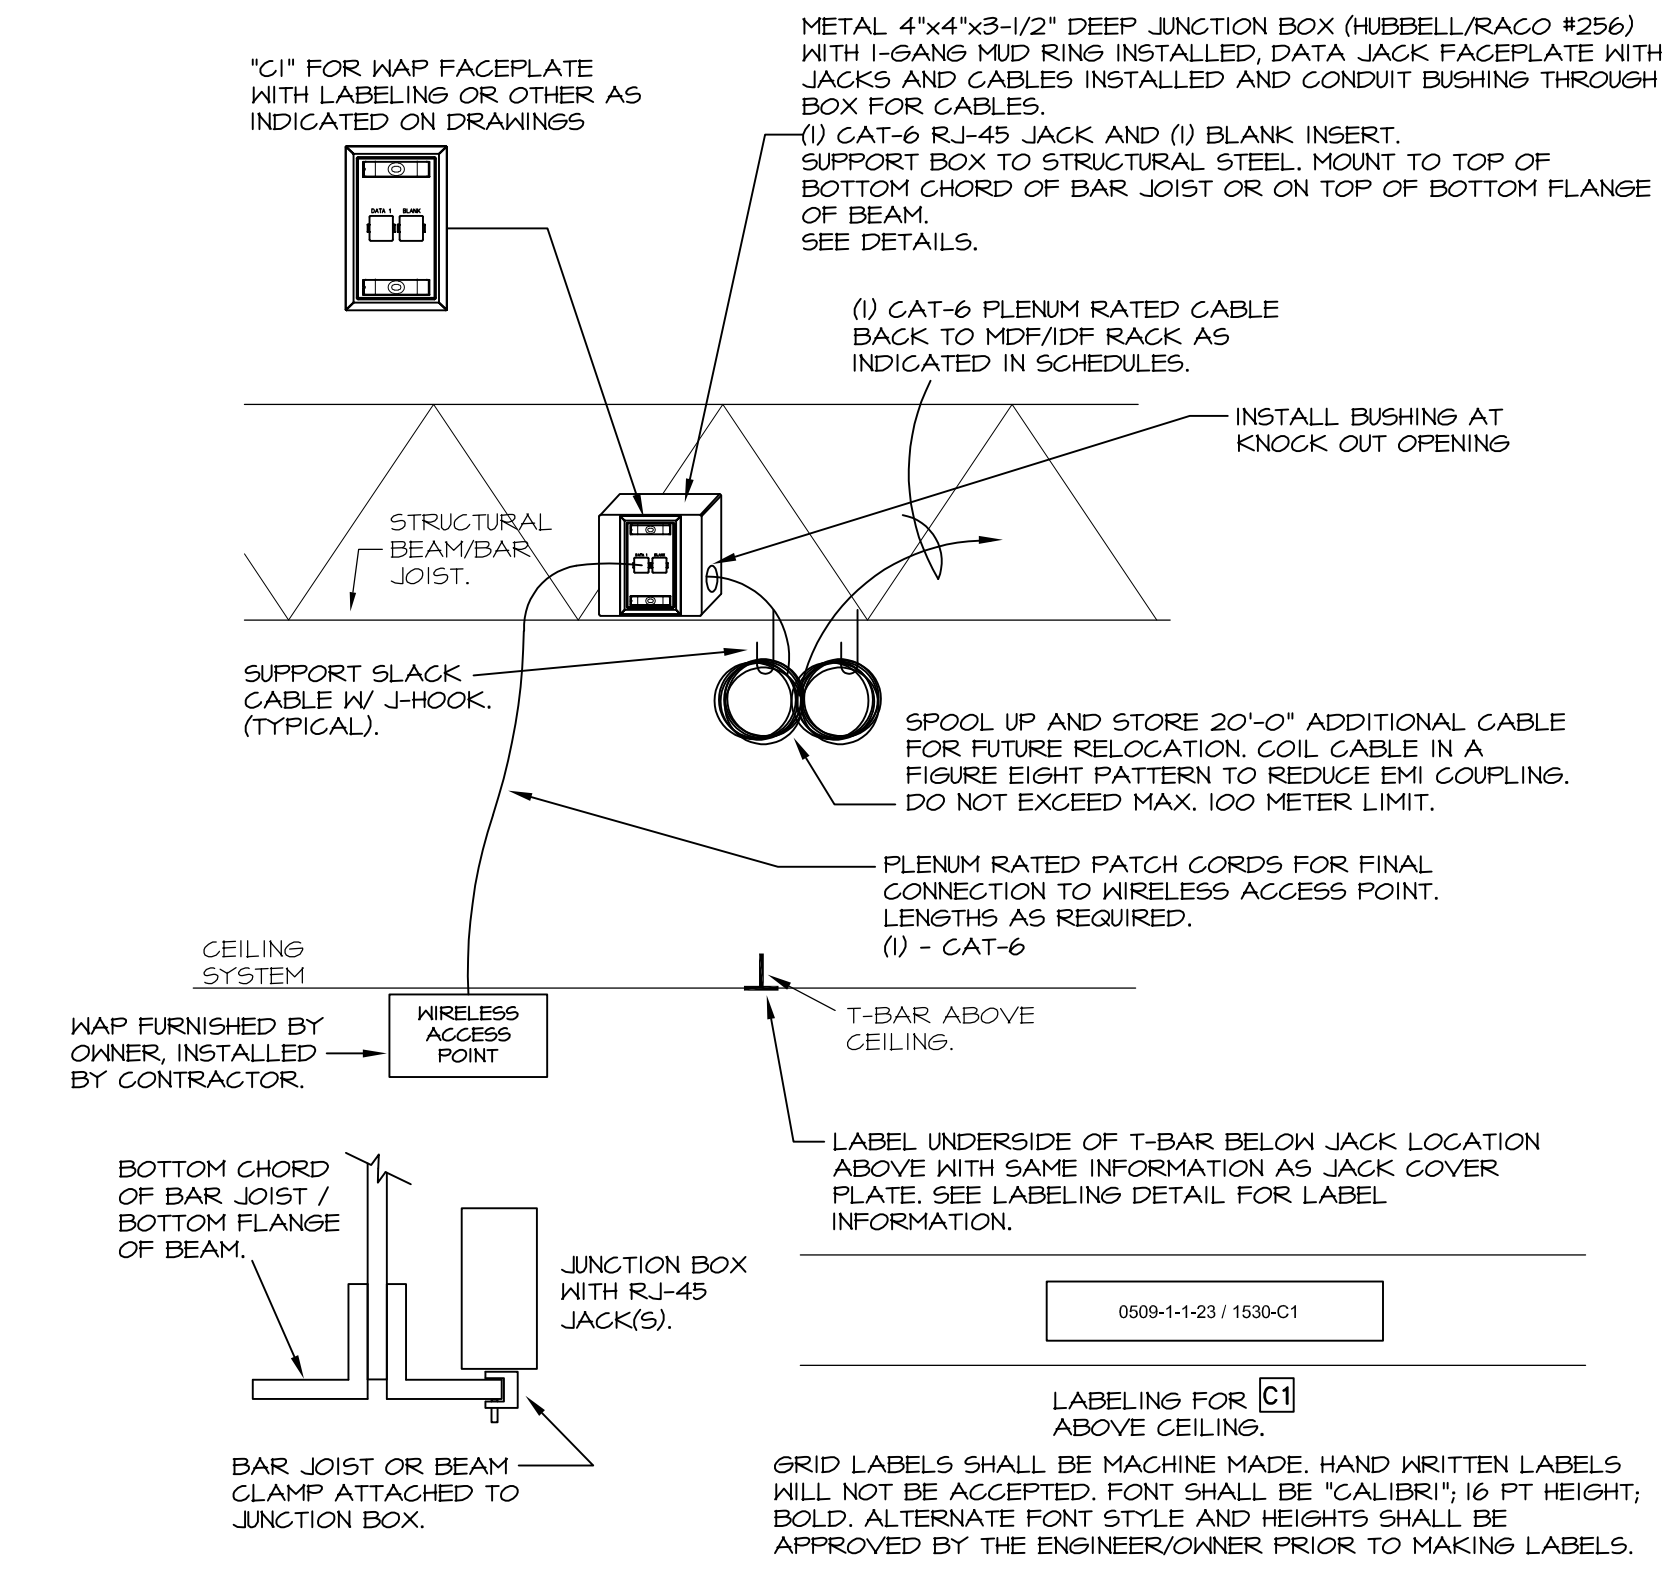 "C1" FOR WAP FACEPLATE
WITH LABELING OR OTHER AS
INDICATED ON DRAWINGS
DATA 1 BLANK
METAL 4"x4"x3-1/2" DEEP JUNCTION BOX (HUBBELL/RACO #256)
WITH 1-GANG MUD RING INSTALLED, DATA JACK FACEPLATE WITH
JACKS AND CABLES INSTALLED AND CONDUIT BUSHING THROUGH
BOX FOR CABLES.
(1) CAT-6 RJ-45 JACK AND (1) BLANK INSERT.
SUPPORT BOX TO STRUCTURAL STEEL. MOUNT TO TOP OF
BOTTOM CHORD OF BAR JOIST OR ON TOP OF BOTTOM FLANGE
OF BEAM.
SEE DETAILS.
(1) CAT-6 PLENUM RATED CABLE
BACK TO MDF/IDF RACK AS
INDICATED IN SCHEDULES.
INSTALL BUSHING AT
KNOCK OUT OPENING
STRUCTURAL
BEAM/BAR
JOIST.
DATA 1 BLANK
SUPPORT SLACK
CABLE W/ J-HOOK.
(TYPICAL).
SPOOL UP AND STORE 20'-0" ADDITIONAL CABLE
FOR FUTURE RELOCATION. COIL CABLE IN A
FIGURE EIGHT PATTERN TO REDUCE EMI COUPLING.
DO NOT EXCEED MAX. 100 METER LIMIT.
PLENUM RATED PATCH CORDS FOR FINAL
CONNECTION TO WIRELESS ACCESS POINT.
LENGTHS AS REQUIRED.
(1) - CAT-6
CEILING
SYSTEM
WIRELESS
ACCESS
POINT
WAP FURNISHED BY
OWNER, INSTALLED
BY CONTRACTOR.
T-BAR ABOVE
CEILING.
LABEL UNDERSIDE OF T-BAR BELOW JACK LOCATION
ABOVE WITH SAME INFORMATION AS JACK COVER
PLATE. SEE LABELING DETAIL FOR LABEL
INFORMATION.
BOTTOM CHORD
OF BAR JOIST /
BOTTOM FLANGE
OF BEAM.
JUNCTION BOX
WITH RJ-45
JACK(S).
BAR JOIST OR BEAM
CLAMP ATTACHED TO
JUNCTION BOX.
0509-1-1-23 / 1530-C1
LABELING FOR C1
ABOVE CEILING.
GRID LABELS SHALL BE MACHINE MADE. HAND WRITTEN LABELS
WILL NOT BE ACCEPTED. FONT SHALL BE "CALIBRI"; 16 PT HEIGHT;
BOLD. ALTERNATE FONT STYLE AND HEIGHTS SHALL BE
APPROVED BY THE ENGINEER/OWNER PRIOR TO MAKING LABELS.